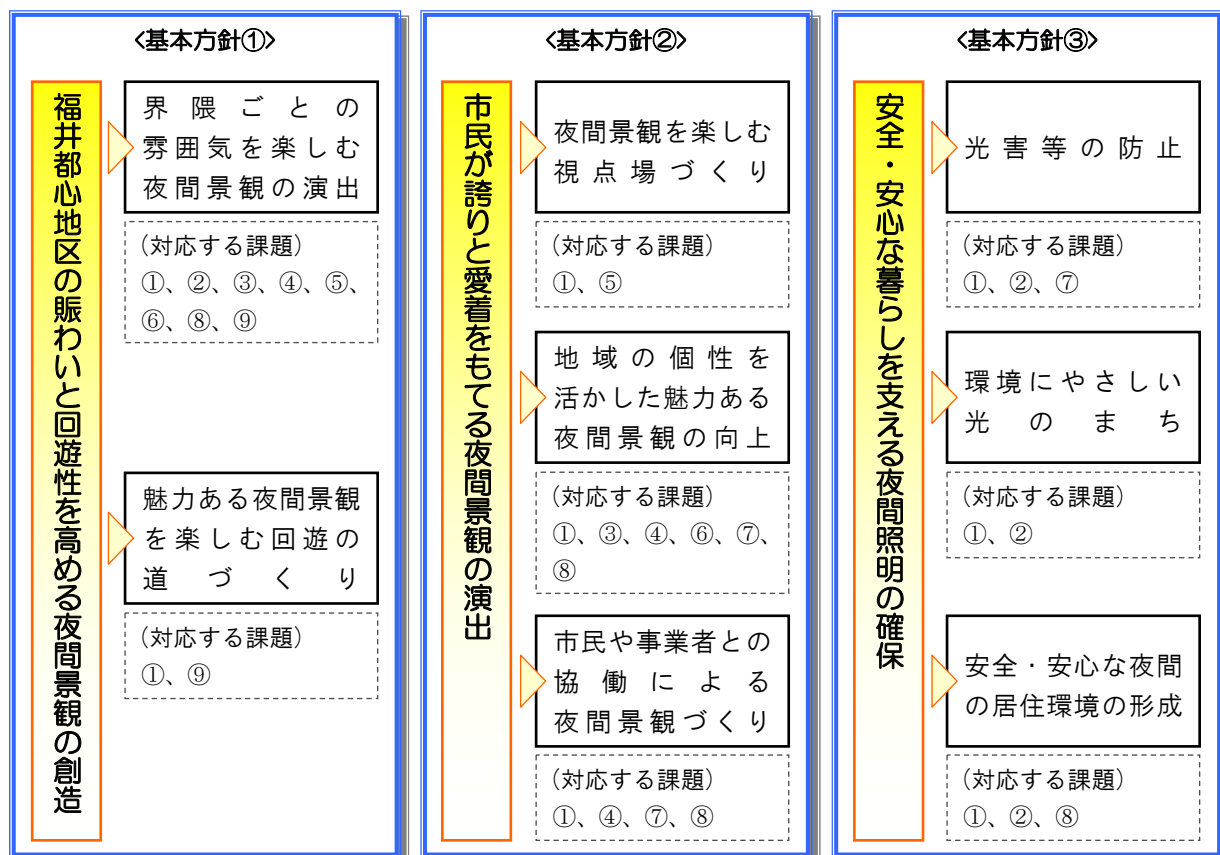 <基本方針①>
福井都心地区の賑わいと回遊性を高める夜間景観の創造
界隈ごとの
雰囲気を楽しむ
夜間景観の演出
(対応する課題)
①、②、③、④、⑤、
⑥、⑧、⑨
魅力ある夜間景観
を楽しむ回遊の
道づくり
(対応する課題)
①、⑨
<基本方針②>
市民が誇りと愛着をもてる夜間景観の演出
夜間景観を楽しむ
視点場づくり
(対応する課題)
①、⑤
地域の個性を
活かした魅力ある
夜間景観の向上
(対応する課題)
①、③、④、⑥、⑦、
⑧
市民や事業者との
協働による
夜間景観づくり
(対応する課題)
①、④、⑦、⑧
<基本方針③>
安全・安心な暮らしを支える夜間照明の確保
光害等の防止
(対応する課題)
①、②、⑦
環境にやさしい
光のまち
(対応する課題)
①、②
安全・安心な夜間
の居住環境の形成
(対応する課題)
①、②、⑧